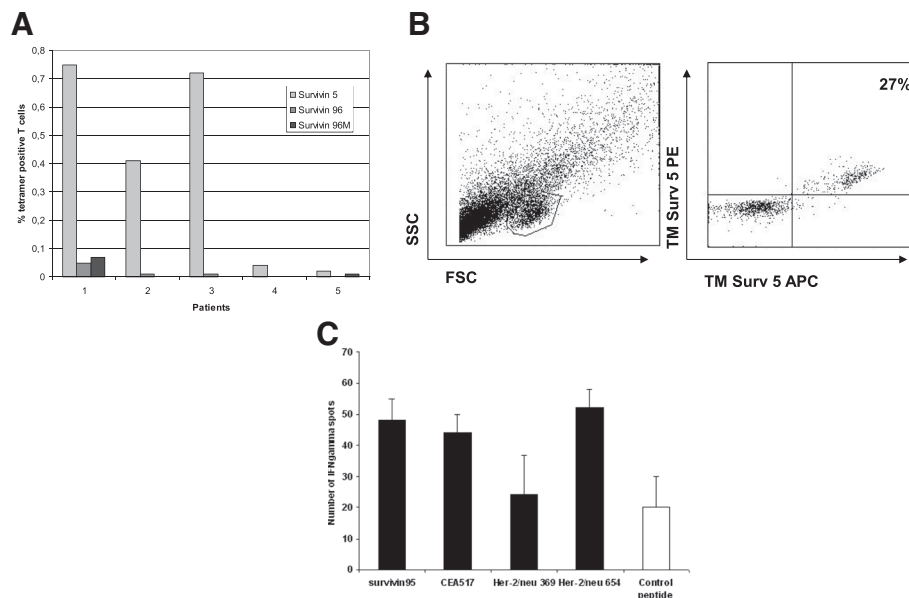 A
0,8
0,7
0,6
0,5
0,4
0,3
0,2
0,1
0
% tetramer positive T cells
Survivin 5
Survivin 96
Survivin 96M
1 2 3 4 5
Patients
B
SSC
FSC
27%
TM Surv 5 PE
TM Surv 5 APC
C
70
60
50
40
30
20
10
0
Number of IFNgamma spots
survivin95 CEA517 Her-2/neu 369 Her-2/neu 654 Control
peptide